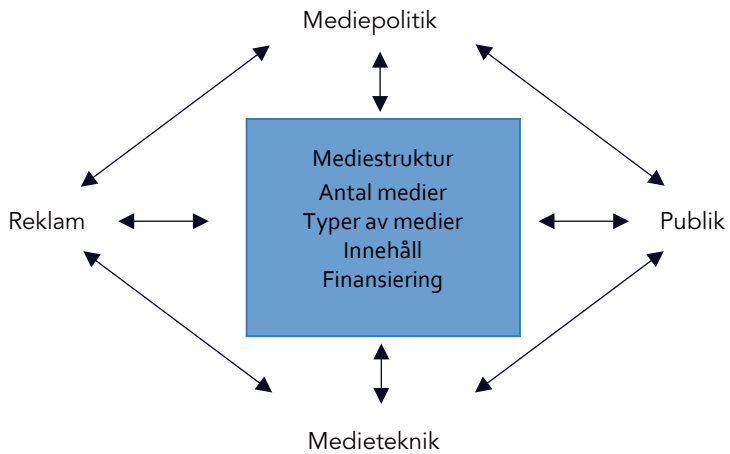 Mediepolitik
Mediestruktur
Antal medier
Typer av medier
Innehåll
Finansiering
Reklam
Publik
Medieteknik